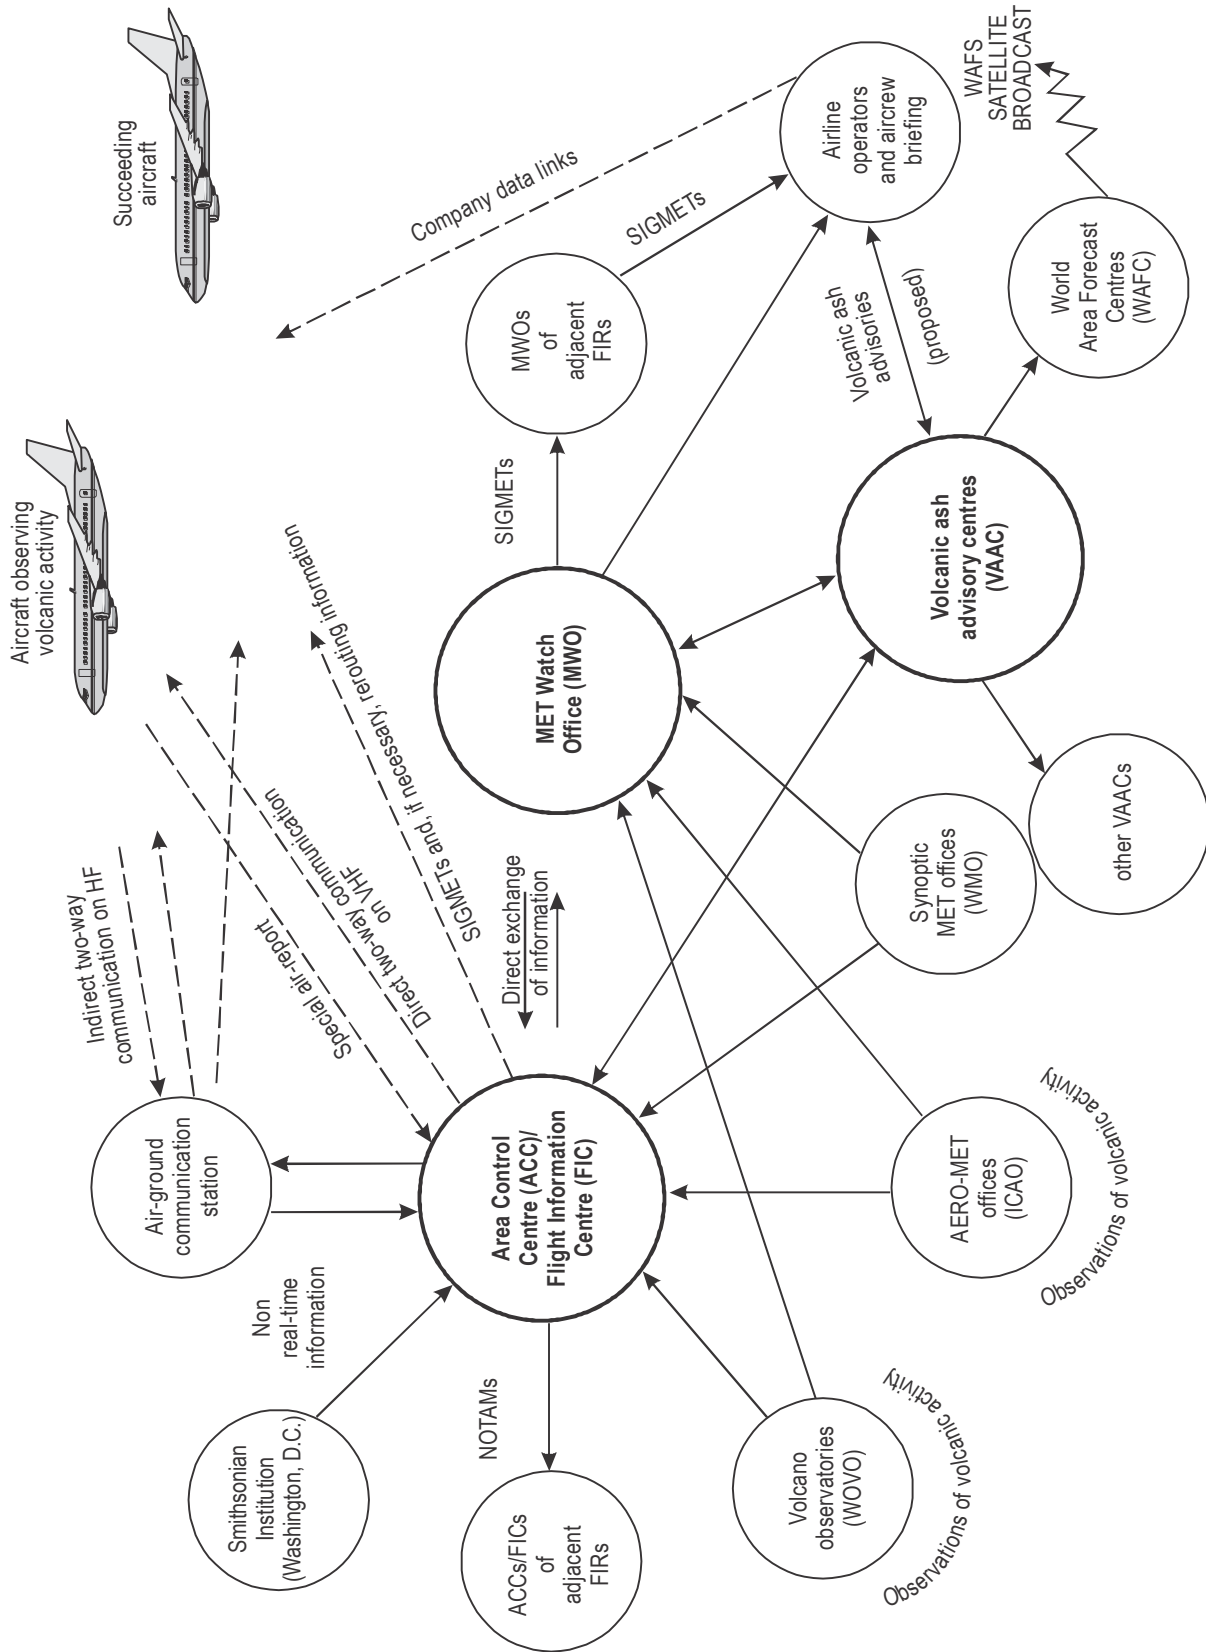 Aircraft observing
volcanic activity
Succeeding
aircraft
Indirect two-way
communication on HF
Special air-report
Direct two-way communication
on VHF
SIGMETs and, if necessary, rerouting information
Company data links
Air-ground
communication
station
Non
real-time
information
Smithsonian
Institution
(Washington, D.C.)
NOTAMs
ACCs/FICs
of
adjacent
FIRs
Area Control
Centre (ACC)/
Flight Information
Centre (FIC)
Direct exchange
of information
MET Watch
Office (MWO)
SIGMETs
MWOs
of
adjacent
FIRs
SIGMETs
Airline
operators
and aircrew
briefing
WAFS
SATELLITE
BROADCAST
Volcanic ash
advisories
(proposed)
Volcano
observatories
(WOVO)
Observations of volcanic activity
AERO-MET
offices
(ICAO)
Observations of volcanic activity
Synoptic
MET offices
(WMO)
other VAACs
Volcanic ash
advisory centres
(VAAC)
World
Area Forecast
Centres
(WAFC)